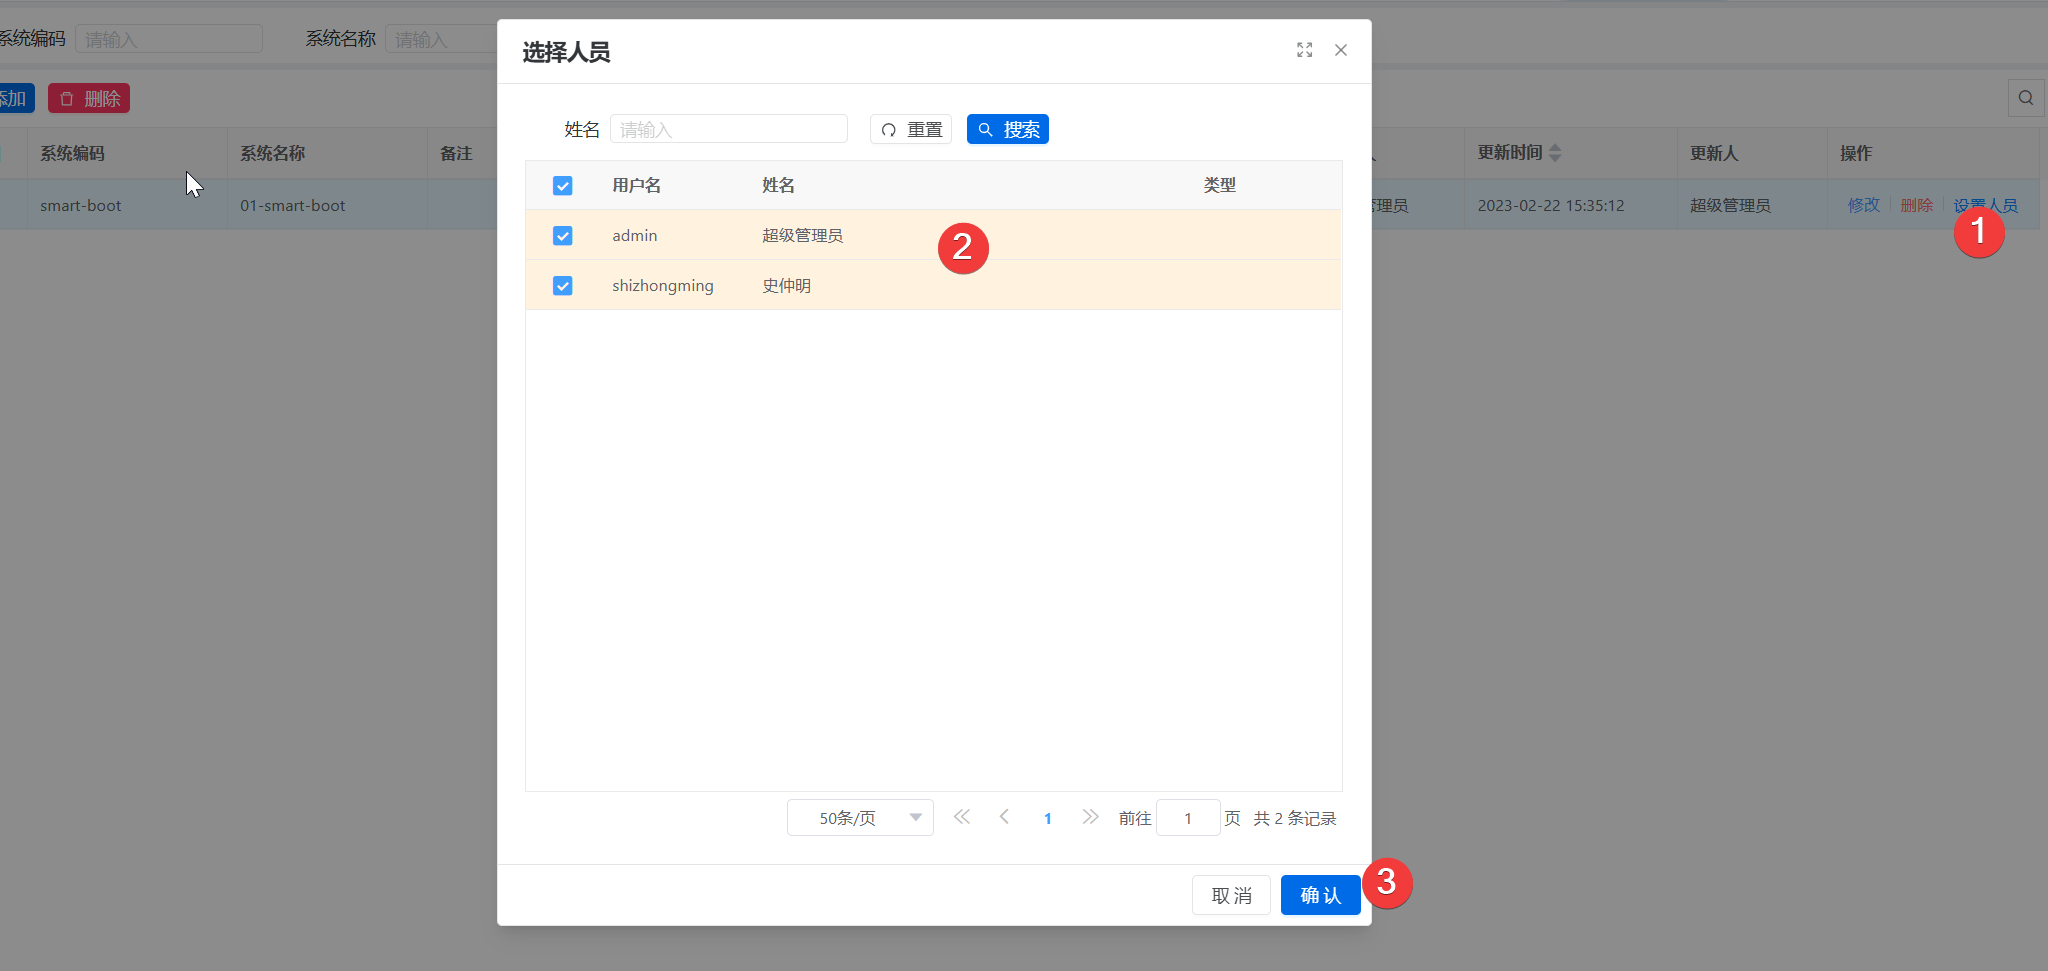 系统编码 请输入 系统名称 请输入
添加 删除
系统编码 系统名称 备注 更新时间 更新人 操作
smart-boot 01-smart-boot 管理员 2023-02-22 15:35:12 超级管理员 修改 删除 设置人员
1
选择人员
姓名 请输入 重置 搜索
用户名 姓名 类型
admin 超级管理员
2
shizhongming 史仲明
50条/页 1 前往 1 页 共 2 条记录
取消 确认
3